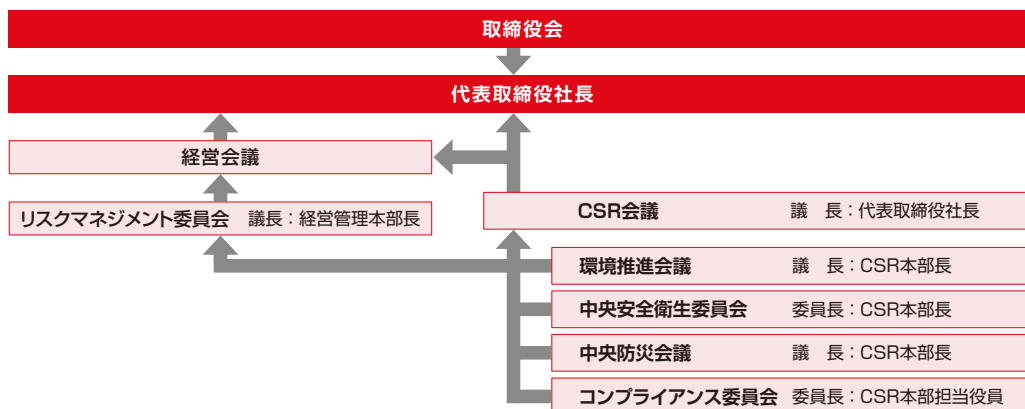 取締役会
代表取締役社長
経営会議
リスクマネジメント委員会 議長：経営管理本部長
CSR会議 議 長：代表取締役社長
環境推進会議 議 長：CSR本部長
中央安全衛生委員会 委員長：CSR本部長
中央防災会議 議 長：CSR本部長
コンプライアンス委員会 委員長：CSR本部担当役員